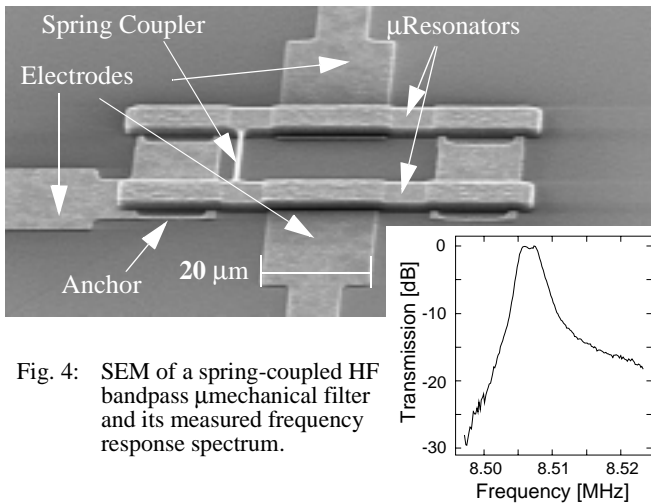 Spring Coupler
μResonators
Electrodes
20 μm
Anchor
0
-10
-20
-30
Transmission [dB]
8.50
8.51
8.52
Frequency [MHz]
Fig. 4: SEM of a spring-coupled HF
bandpass μmechanical filter
and its measured frequency
response spectrum.